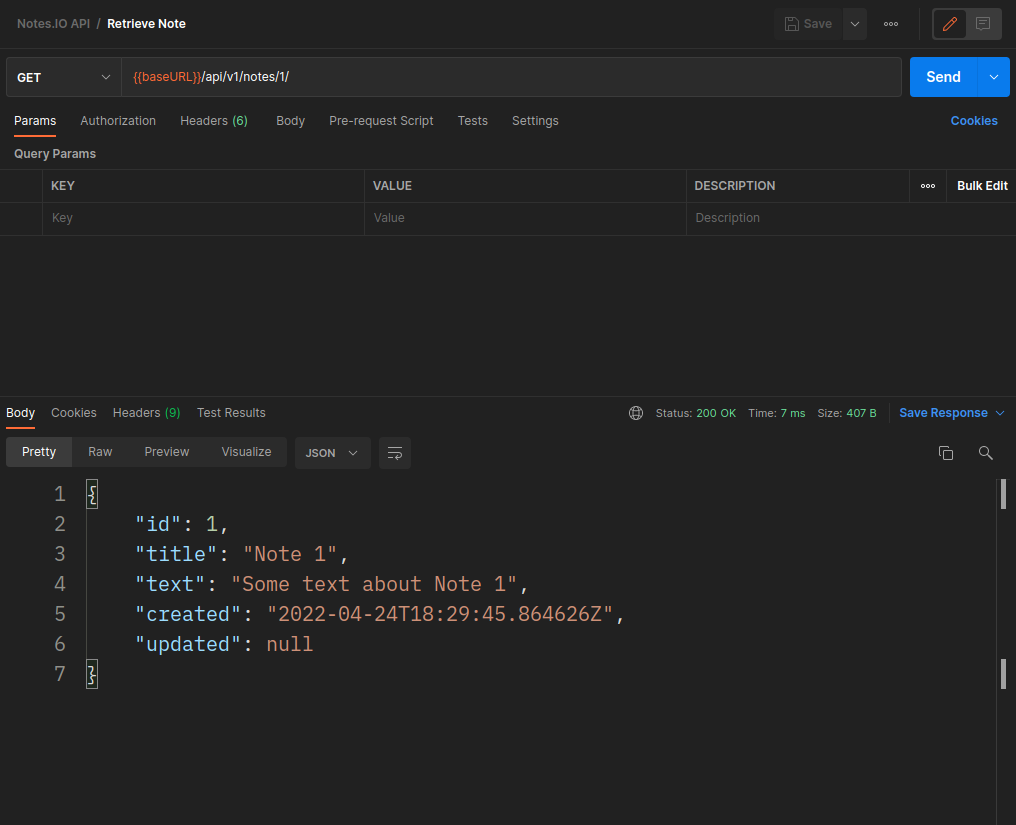 Notes.IO API / Retrieve Note Save
GET {{baseURL}}/api/v1/notes/1/ Send
Params Authorization Headers (6) Body Pre-request Script Tests Settings Cookies
Query Params
KEY VALUE DESCRIPTION Bulk Edit
Key Value Description
Body Cookies Headers (9) Test Results Status: 200 OK Time: 7 ms Size: 407 B Save Response
Pretty Raw Preview Visualize JSON
1 {
2 "id": 1,
3 "title": "Note 1",
4 "text": "Some text about Note 1",
5 "created": "2022-04-24T18:29:45.864626Z",
6 "updated": null
7 }